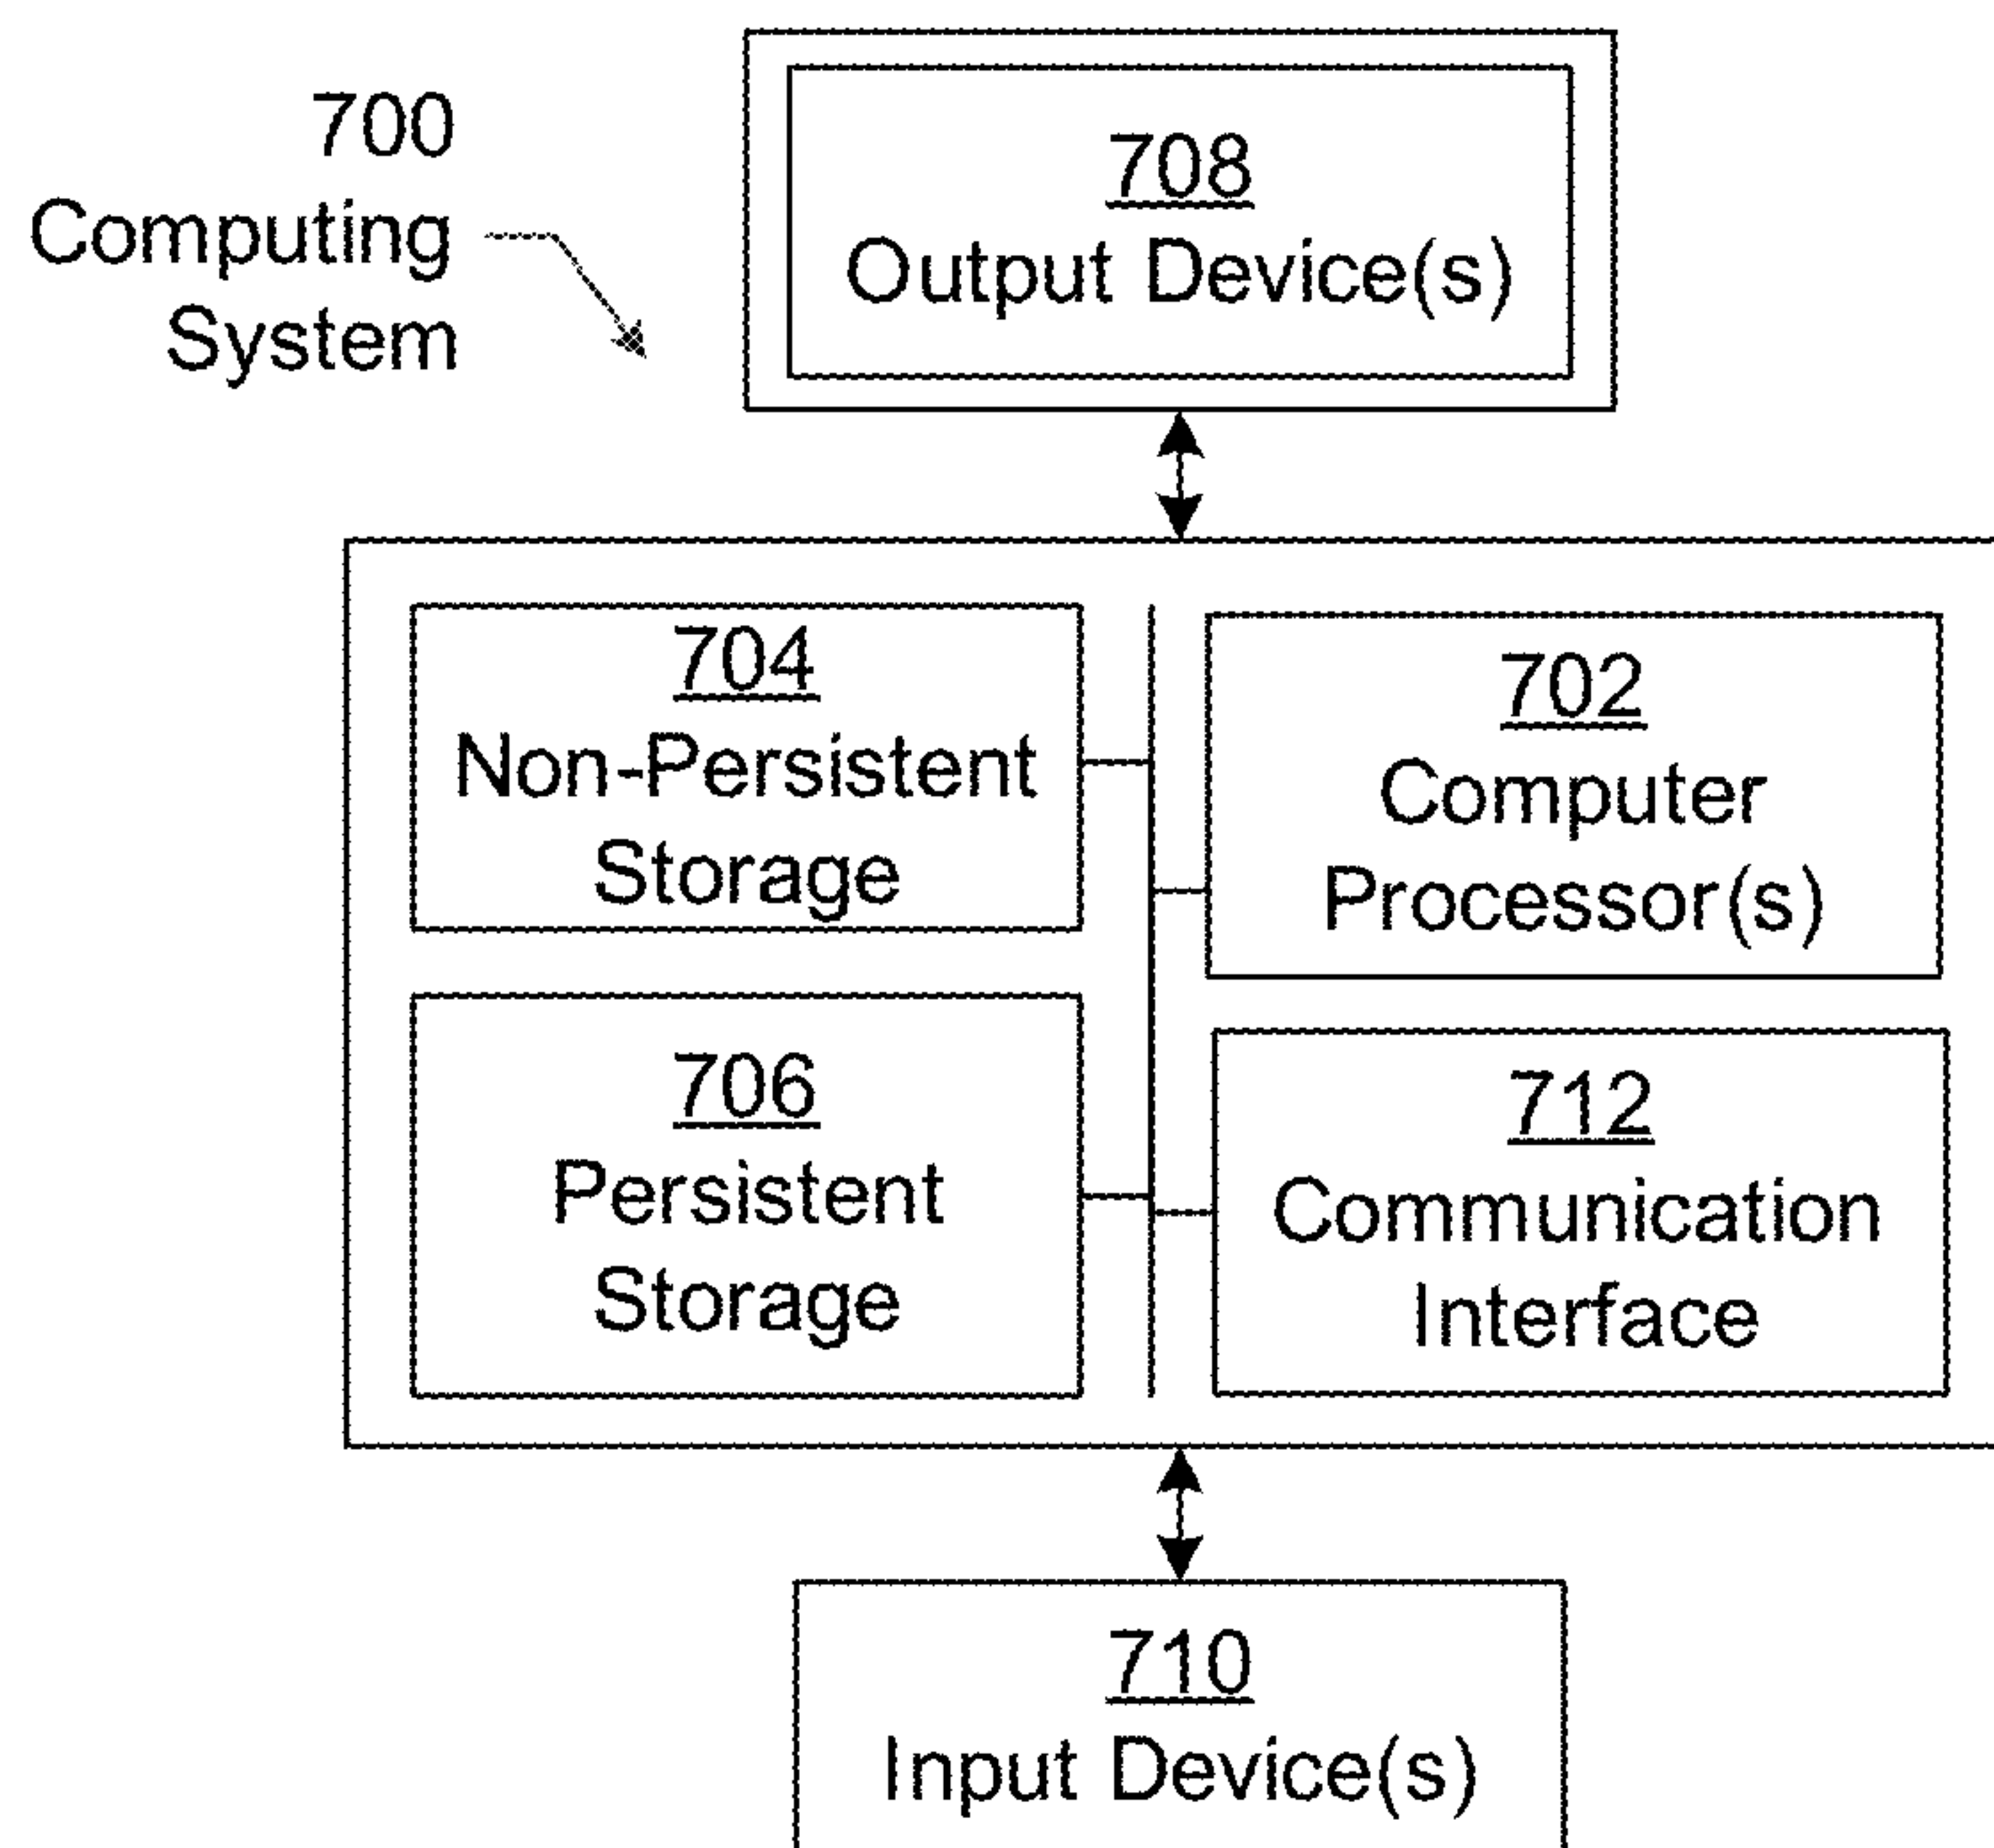 700
Computing
System
708
Output Device(s)
704
Non-Persistent
Storage
702
Computer
Processor(s)
706
Persistent
Storage
712
Communication
Interface
710
Input Device(s)